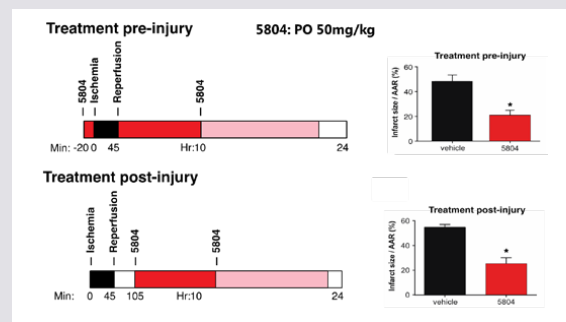 Treatment pre-injury
5804: PO 50mg/kg
5804
Ischemia
Reperfusion
5804
Min: -20 0 45 Hr:10 24
Treatment pre-injury
Infarct size / AAR (%)
60
40
20
0
*
vehicle 5804
Treatment post-injury
Ischemia
Reperfusion
5804
5804
Min: 0 45 105 Hr:10 24
Treatment post-injury
Infarct size / AAR (%)
60
40
20
0
*
vehicle 5804